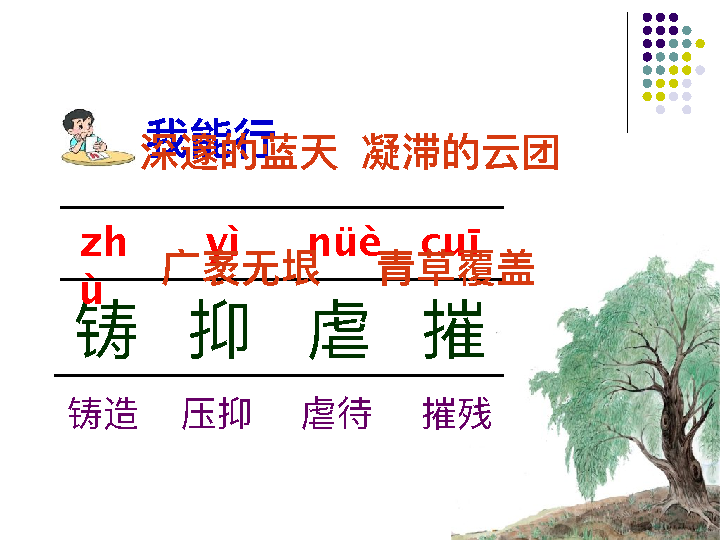 我能行
深邃的蓝天 凝滞的云团
zhù yì nüè cuī
广袤无垠 青草覆盖
铸 抑 虐 摧
铸造 压抑 虐待 摧残